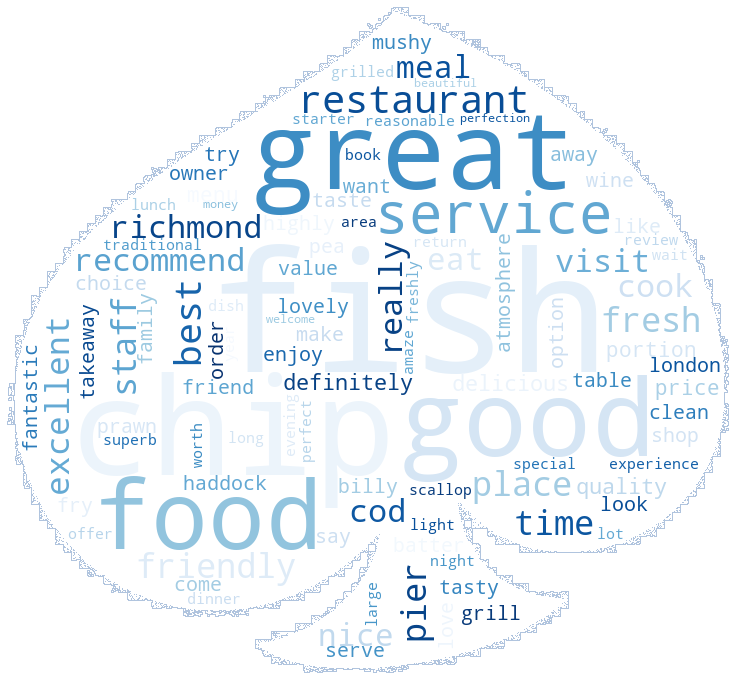 mushy
grilled
meal
beautiful
restaurant
starter
reasonable
perfection
great
try
book
away
owner
want
menu
wine
lunch
money
taste
service
richmond
highly
area
like
traditional
pea
return
review
recommend
really
eat
atmosphere
visit
wait
value
choice
fish
freshly
cook
best
staff
family
dish
lovely
welcome
make
fresh
takeaway
order
year
amaze
option
portion
fantastic
excellent
enjoy
london
friend
definitely
delicious
table
price
chip
good
prawn
superb
worth
long
evening
perfect
clean
shop
haddock
special
experience
food
billy
scallop
place
quality
fry
cod
light
time
look
offer
say
lot
friendly
batter
night
come
pier
tasty
dinner
large
love
grill
nice
serve